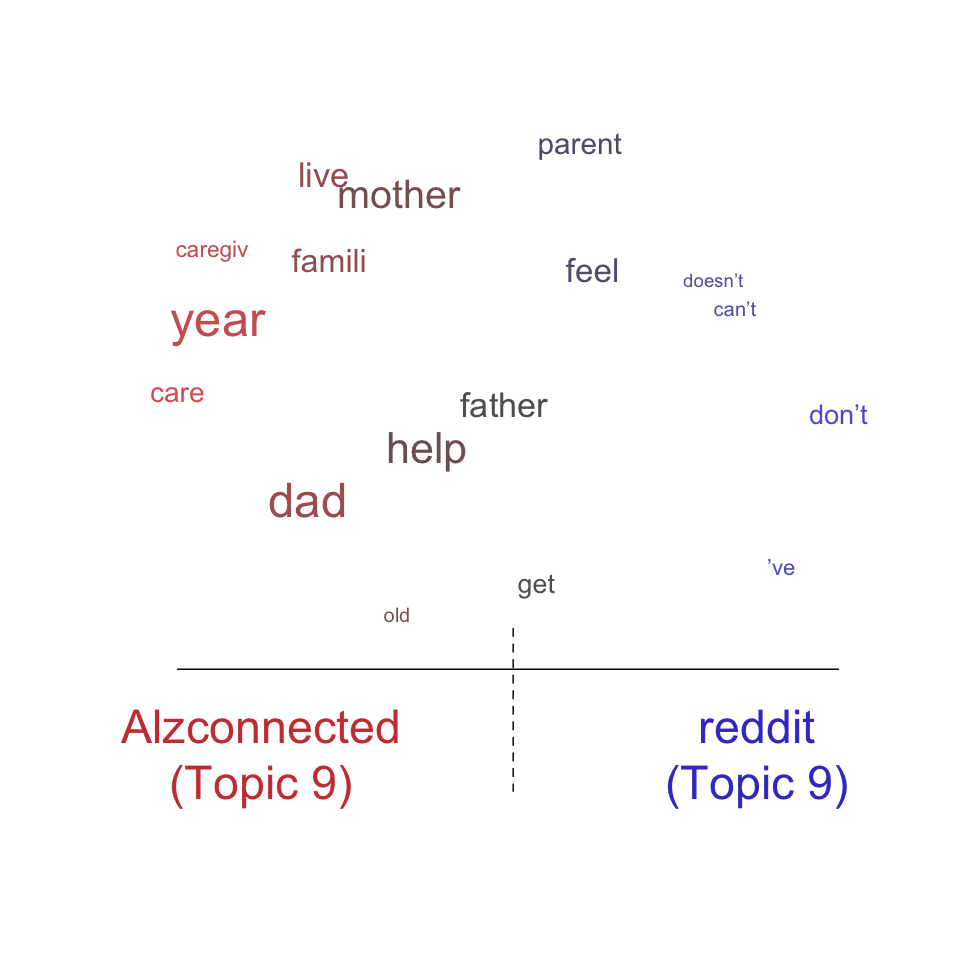 parent
live
mother
caregiv
famili
feel
doesn’t
can’t
year
care
father
don’t
help
dad
’ve
get
old
Alzconnected
(Topic 9)
reddit
(Topic 9)